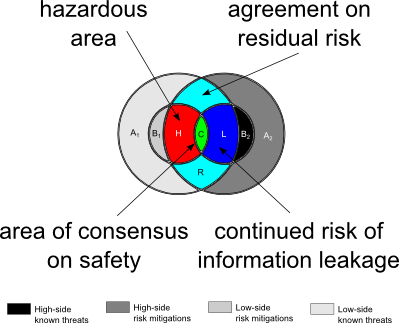 hazardous
area
agreement on
residual risk
A1 B1 H C L B2 A2
R
area of consensus
on safety
continued risk of
information leakage
High-side
known threats
High-side
risk mitigations
Low-side
risk mitigations
Low-side
known threats